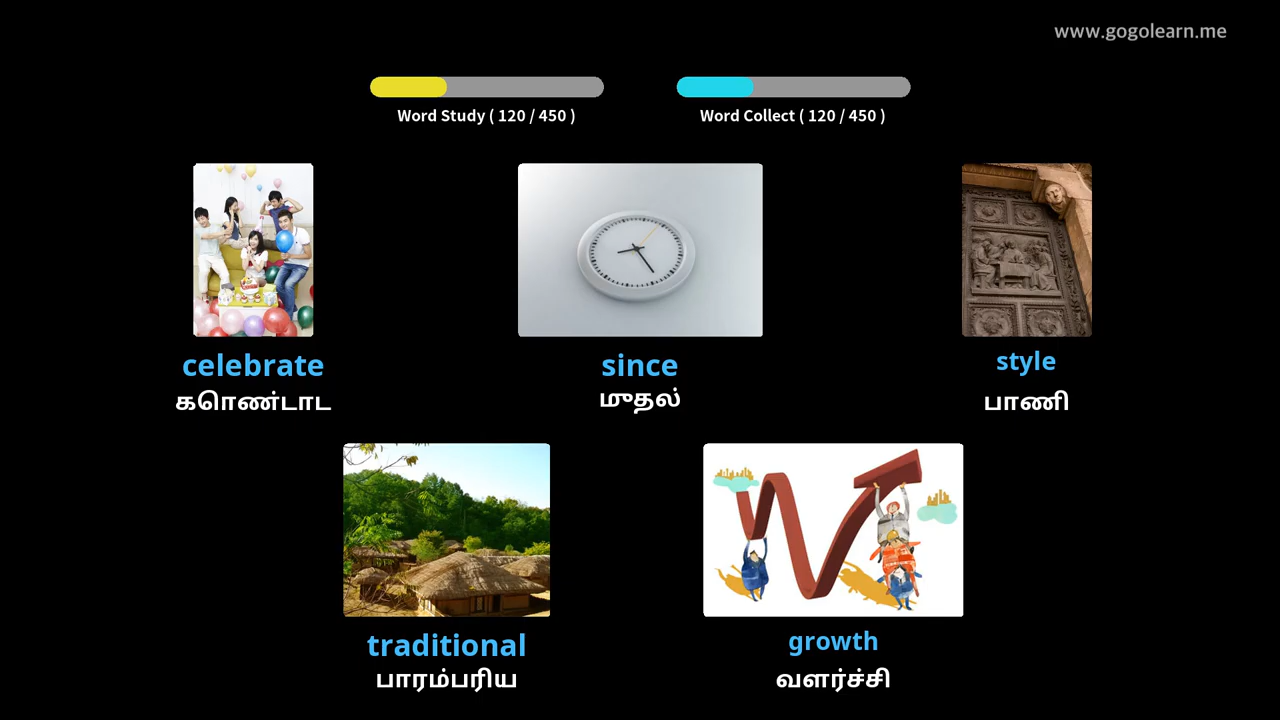 www.gogolearn.me
Word Study ( 120 / 450 )
Word Collect ( 120 / 450 )
celebrate
கொண்டாட
since
முதல்
style
பாணி
traditional
பாரம்பரிய
growth
வளர்ச்சி